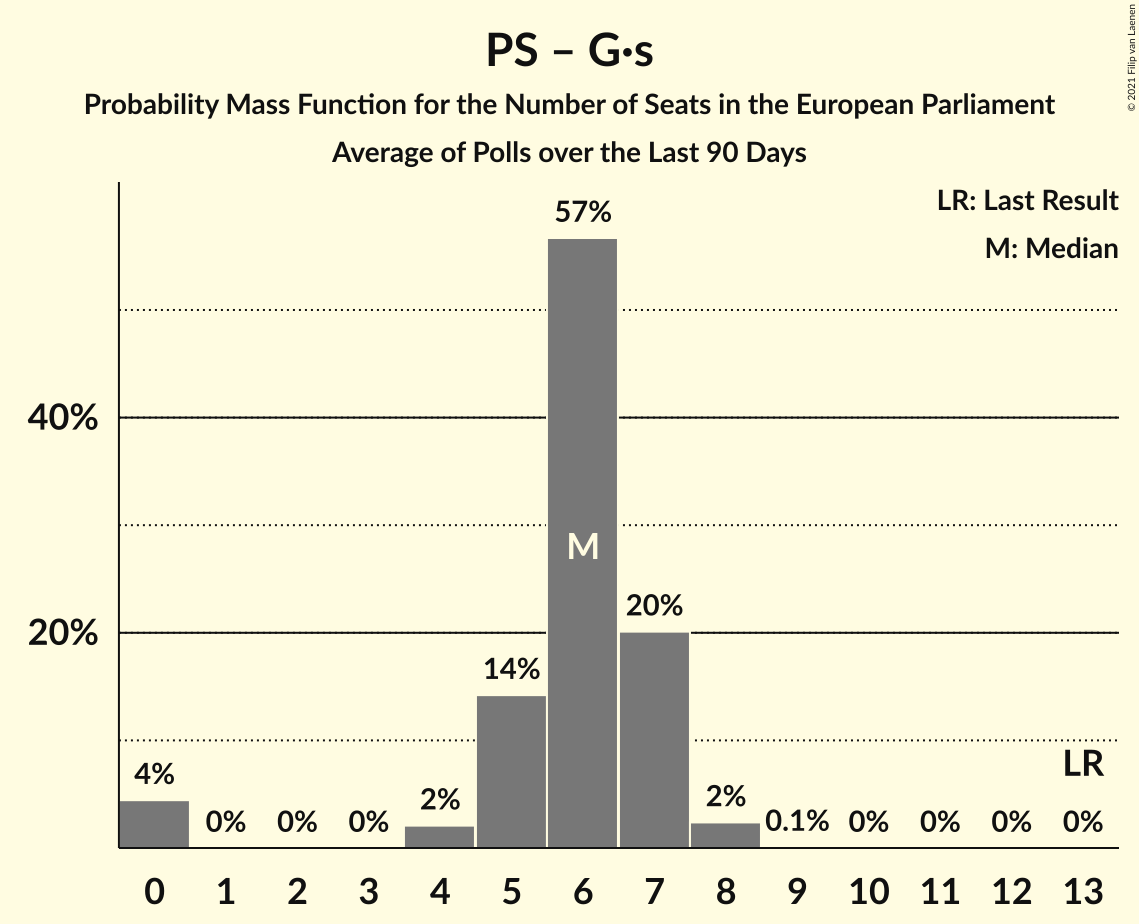 PS – G·s
Probability Mass Function for the Number of Seats in the European Parliament
Average of Polls over the Last 90 Days
© 2021 Filip van Laenen
LR: Last Result
M: Median
57%
40%
M
20%
20%
14%
4%
2%
2%
LR
0% 0% 0% 0.1% 0% 0% 0% 0%
0 1 2 3 4 5 6 7 8 9 10 11 12 13